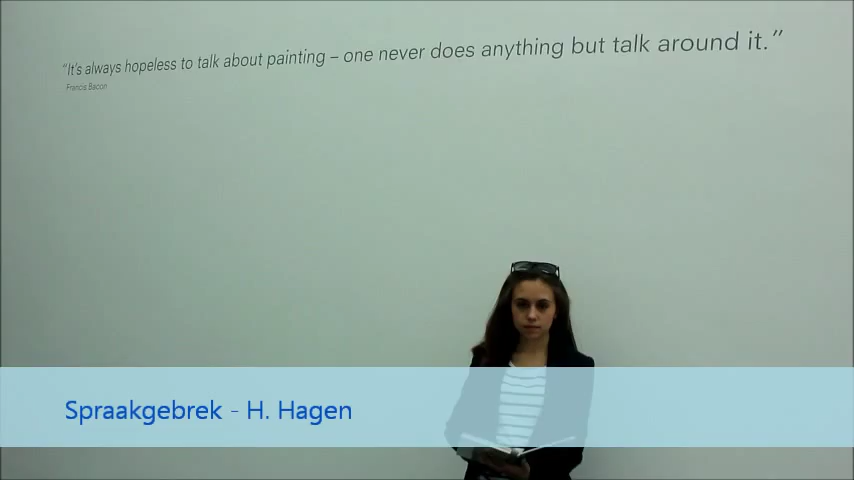 “It's always hopeless to talk about painting – one never does anything but talk around it.”
Francis Bacon
Spraakgebrek - H. Hagen